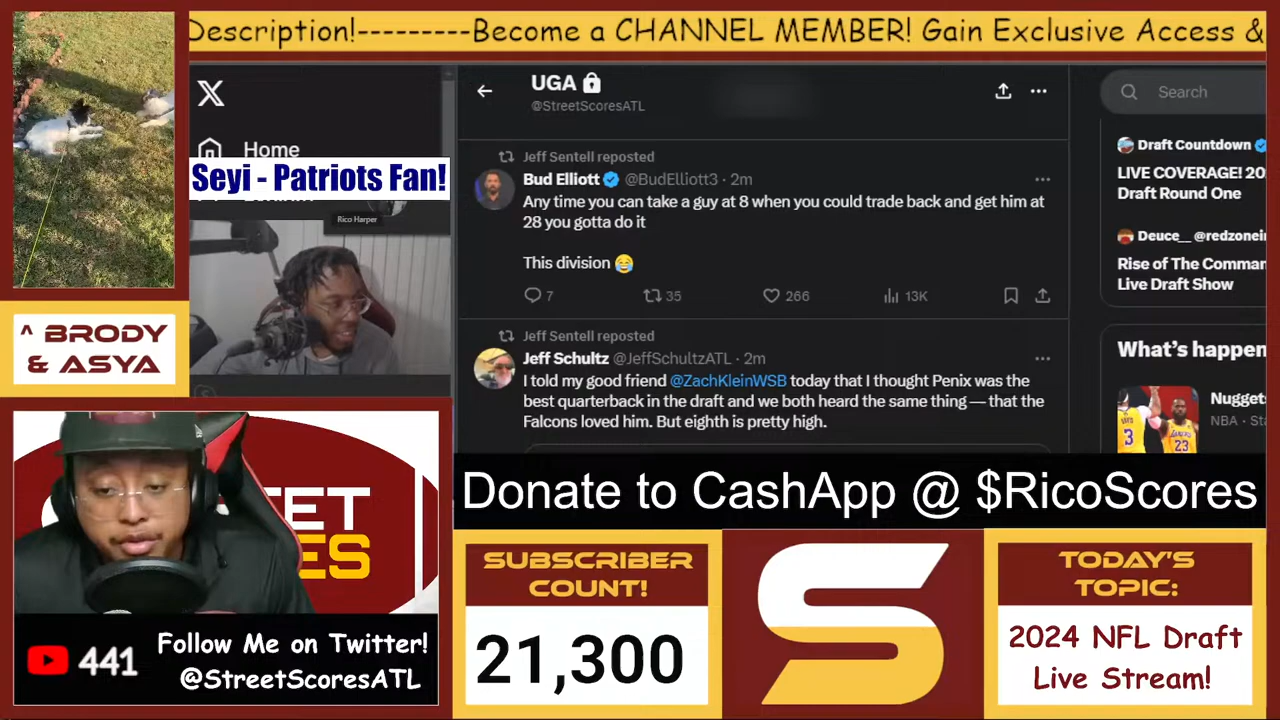 Description!---------Become a CHANNEL MEMBER! Gain Exclusive Access &
^ BRODY
& ASYA
Home
Seyi - Patriots Fan!
Rico Harper
UGA
@StreetScoresATL
Jeff Sentell reposted
Bud Elliott @BudElliott3 · 2m
Any time you can take a guy at 8 when you could trade back and get him at
28 you gotta do it
This division 😂
7 35 266 13K
Jeff Sentell reposted
Jeff Schultz @JeffSchultzATL · 2m
I told my good friend @ZachKleinWSB today that I thought Penix was the
best quarterback in the draft and we both heard the same thing — that the
Falcons loved him. But eighth is pretty high.
Search
Draft Countdown
LIVE COVERAGE! 20
Draft Round One
Deuce__ @redzonein
Rise of The Comman
Live Draft Show
What's happen
Nuggets
NBA · Sta
Donate to CashApp @ $RicoScores
441
Follow Me on Twitter!
@StreetScoresATL
SUBSCRIBER
COUNT!
21,300
TODAY'S
TOPIC:
2024 NFL Draft
Live Stream!